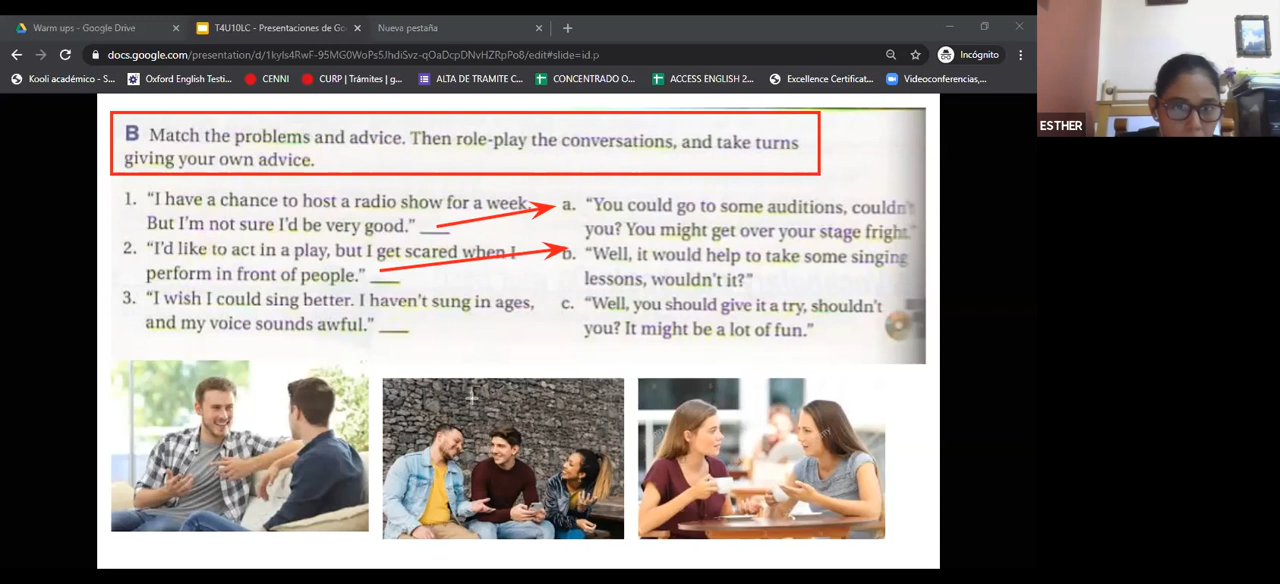 Warm ups - Google Drive
T4U10LC - Presentaciones de Go
Nueva pestaña
docs.google.com/presentation/d/1kyls4RwF-95MG0WoPs5JhdiSvz-qOaDcpDNvHZRpPo8/edit#slide=id.p
Incógnito
Kooli académico - S...
Oxford English Testi...
CENNI
CURP | Trámites | g...
ALTA DE TRAMITE C...
CONCENTRADO O...
ACCESS ENGLISH 2...
Excellence Certificat...
Videoconferencias,...
ESTHER
B Match the problems and advice. Then role-play the conversations, and take turns
giving your own advice.
1. “I have a chance to host a radio show for a week.
But I’m not sure I’d be very good.” ___
2. “I’d like to act in a play, but I get scared when I
perform in front of people.” ___
3. “I wish I could sing better. I haven’t sung in ages,
and my voice sounds awful.” ___
a. “You could go to some auditions, couldn’t
you? You might get over your stage fright.”
b. “Well, it would help to take some singing
lessons, wouldn’t it?”
c. “Well, you should give it a try, shouldn’t
you? It might be a lot of fun.”